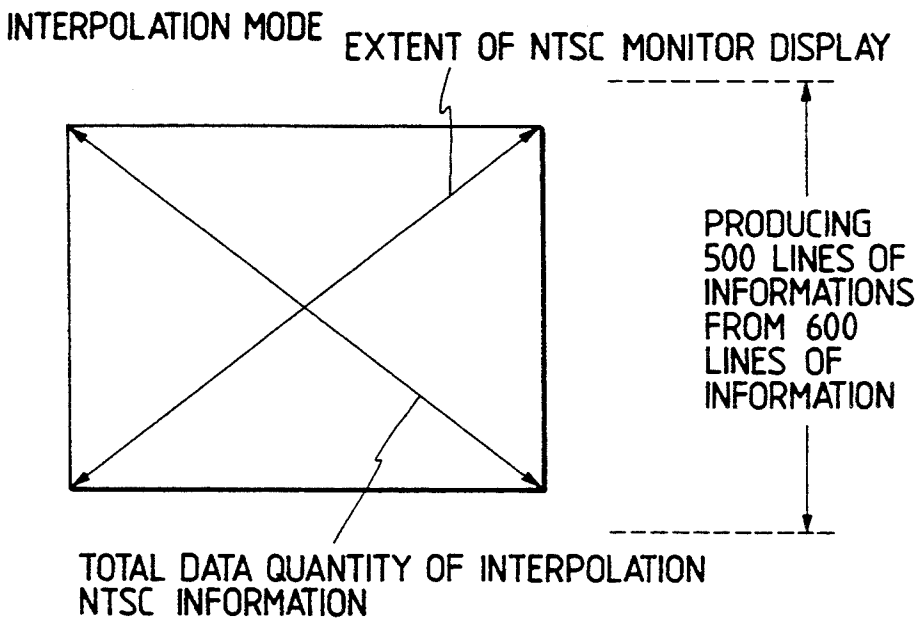 INTERPOLATION MODE
EXTENT OF NTSC MONITOR DISPLAY
PRODUCING
500 LINES OF
INFORMATIONS
FROM 600
LINES OF
INFORMATION
TOTAL DATA QUANTITY OF INTERPOLATION
NTSC INFORMATION